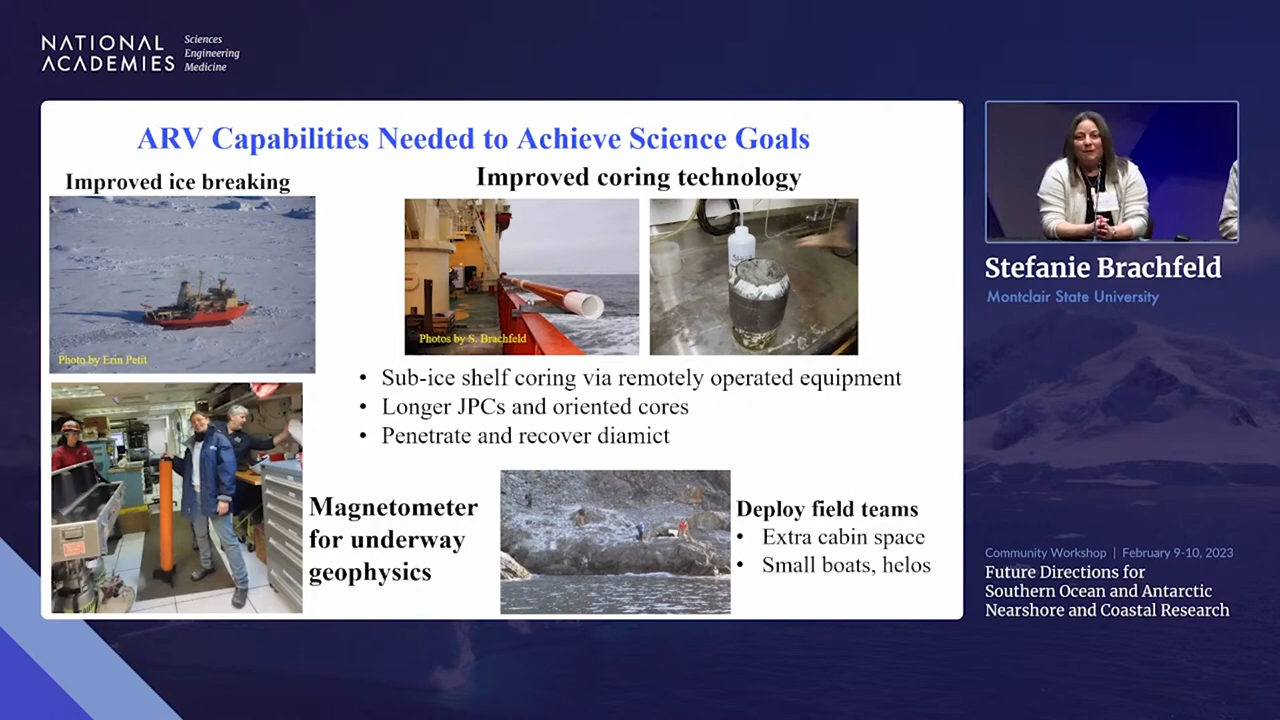 NATIONAL
ACADEMIES
Sciences
Engineering
Medicine
ARV Capabilities Needed to Achieve Science Goals
Improved ice breaking
Photo by Erin Petit
Improved coring technology
Photos by S. Brachfeld
• Sub-ice shelf coring via remotely operated equipment
• Longer JPCs and oriented cores
• Penetrate and recover diamict
Magnetometer
for underway
geophysics
Deploy field teams
• Extra cabin space
• Small boats, helos
Stefanie Brachfeld
Montclair State University
Community Workshop | February 9-10, 2023
Future Directions for
Southern Ocean and Antarctic
Nearshore and Coastal Research